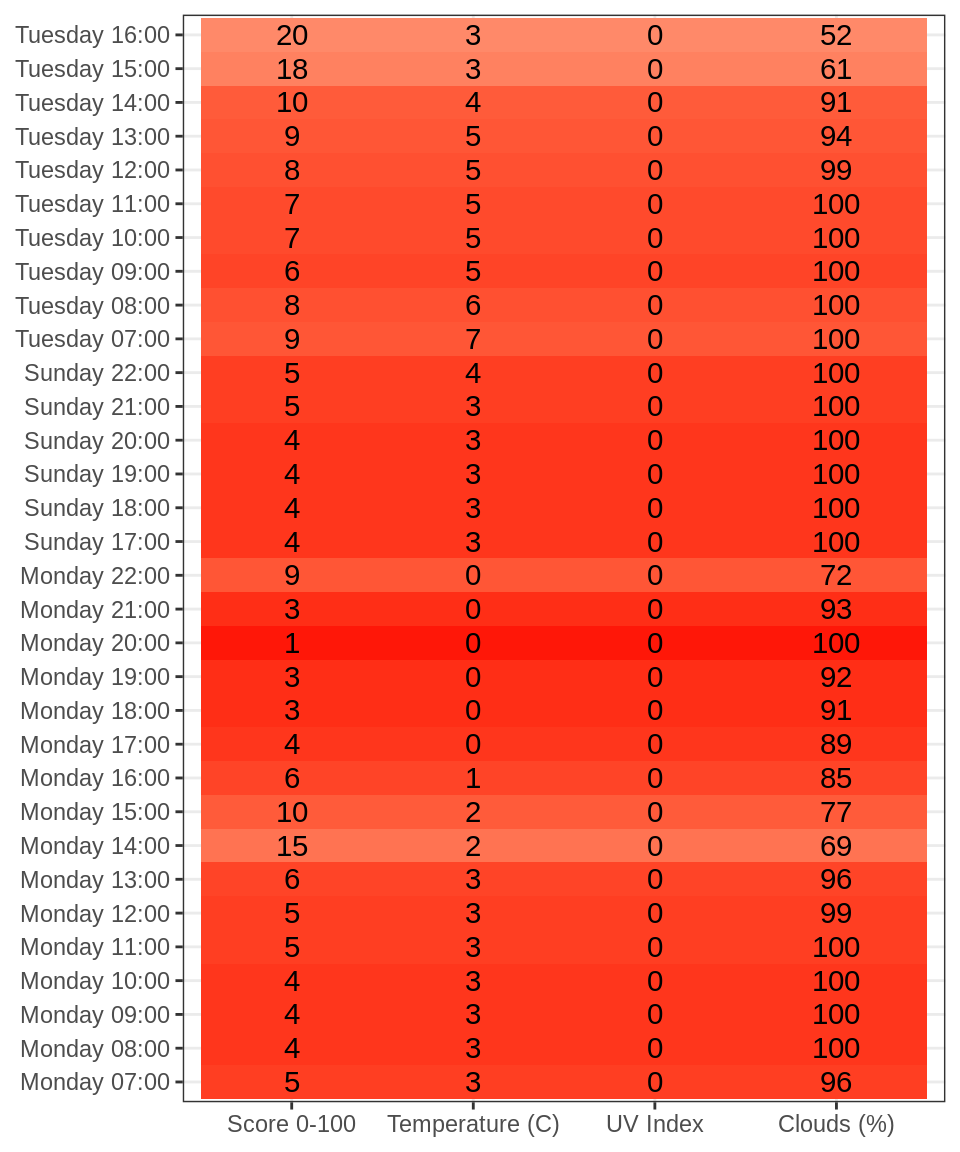 Tuesday 16:00 20 3 0 52
Tuesday 15:00 18 3 0 61
Tuesday 14:00 10 4 0 91
Tuesday 13:00 9 5 0 94
Tuesday 12:00 8 5 0 99
Tuesday 11:00 7 5 0 100
Tuesday 10:00 7 5 0 100
Tuesday 09:00 6 5 0 100
Tuesday 08:00 8 6 0 100
Tuesday 07:00 9 7 0 100
Sunday 22:00 5 4 0 100
Sunday 21:00 5 3 0 100
Sunday 20:00 4 3 0 100
Sunday 19:00 4 3 0 100
Sunday 18:00 4 3 0 100
Sunday 17:00 4 3 0 100
Monday 22:00 9 0 0 72
Monday 21:00 3 0 0 93
Monday 20:00 1 0 0 100
Monday 19:00 3 0 0 92
Monday 18:00 3 0 0 91
Monday 17:00 4 0 0 89
Monday 16:00 6 1 0 85
Monday 15:00 10 2 0 77
Monday 14:00 15 2 0 69
Monday 13:00 6 3 0 96
Monday 12:00 5 3 0 99
Monday 11:00 5 3 0 100
Monday 10:00 4 3 0 100
Monday 09:00 4 3 0 100
Monday 08:00 4 3 0 100
Monday 07:00 5 3 0 96
Score 0-100 Temperature (C) UV Index Clouds (%)